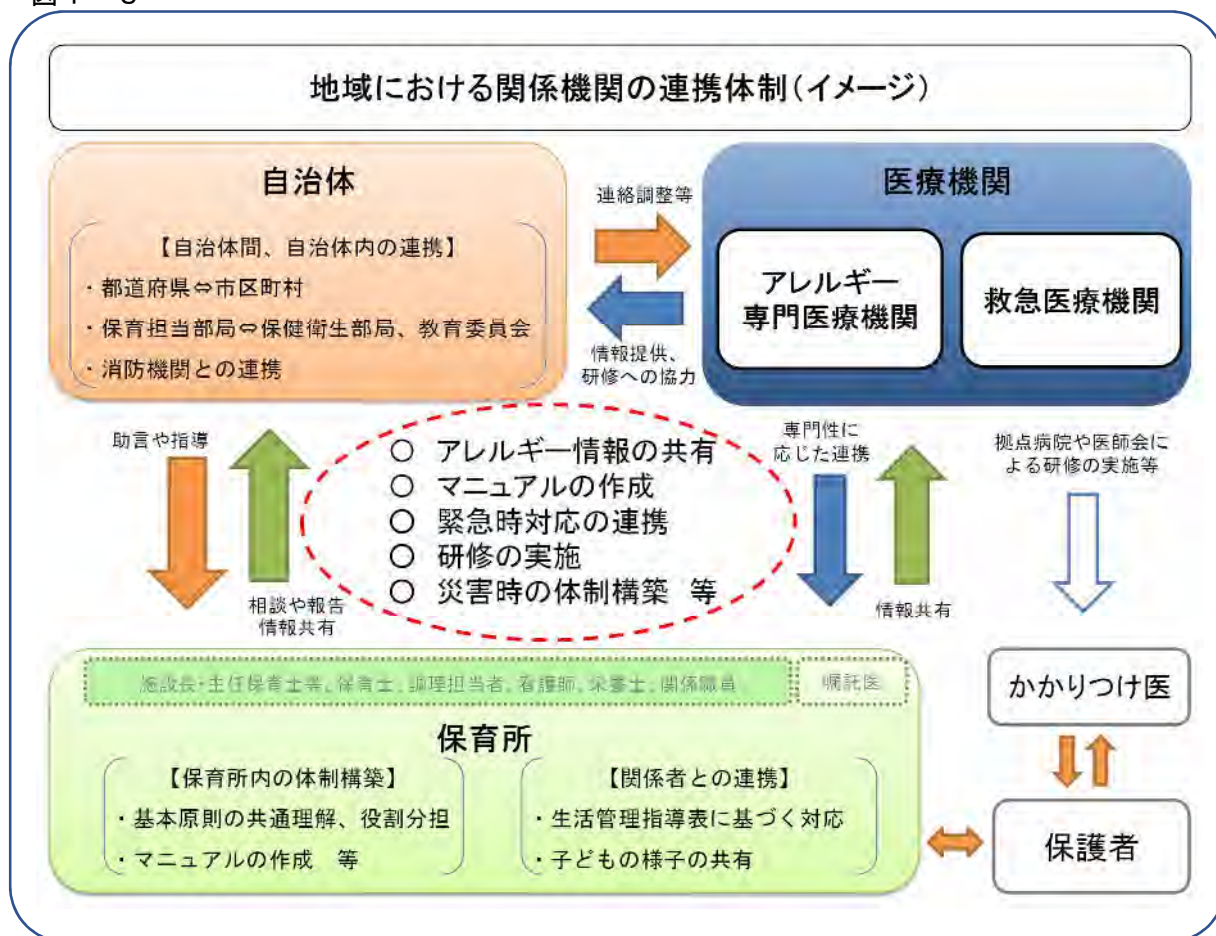 地域における関係機関の連携体制(イメージ)
自治体
【自治体間、自治体内の連携】
・都道府県⇔市区町村
・保育担当部局⇔保健衛生部局、教育委員会
・消防機関との連携
連絡調整等
情報提供、
研修への協力
医療機関
アレルギー
専門医療機関
救急医療機関
助言や指導
相談や報告
情報共有
○ アレルギー情報の共有
○ マニュアルの作成
○ 緊急時対応の連携
○ 研修の実施
○ 災害時の体制構築 等
専門性に
応じた連携
情報共有
拠点病院や医師会に
よる研修の実施等
施設長・主任保育士等、保育士、調理担当者、看護師、栄養士、関係職員
嘱託医
保育所
【保育所内の体制構築】
・基本原則の共通理解、役割分担
・マニュアルの作成 等
【関係者との連携】
・生活管理指導表に基づく対応
・子どもの様子の共有
かかりつけ医
保護者